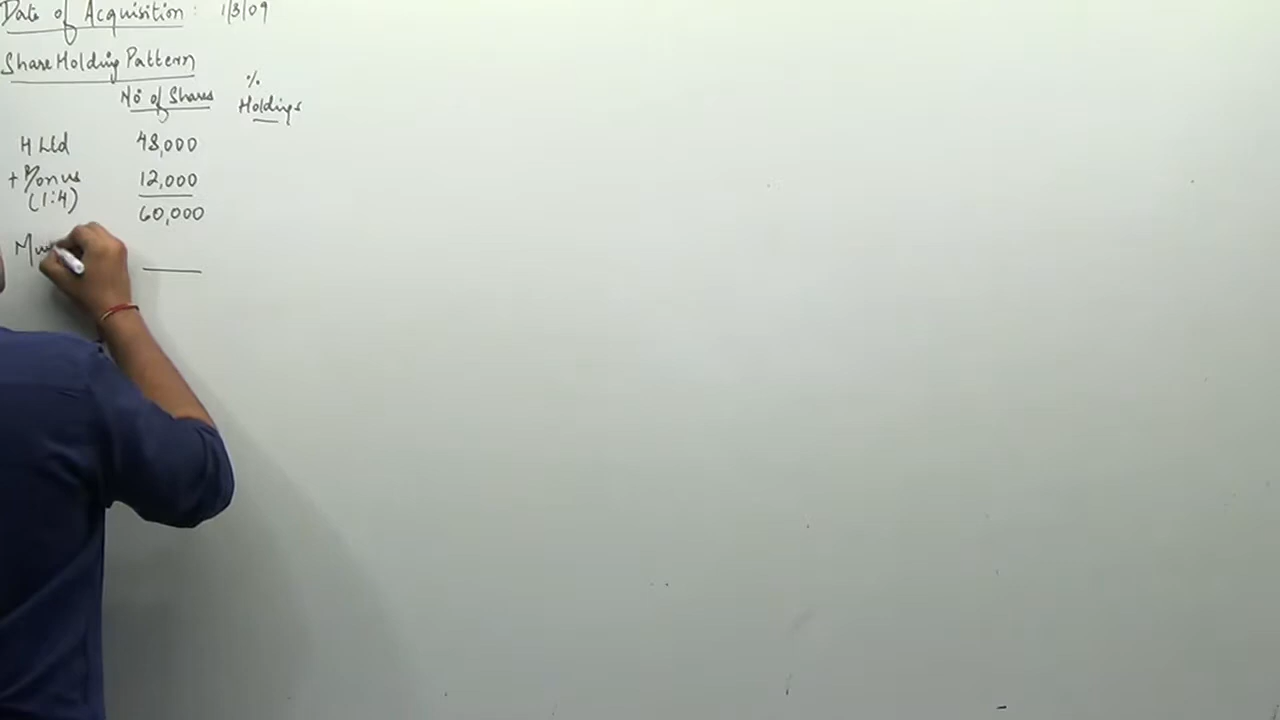 Date of Acquisition : 1/3/09
Share Holding Pattern
No of Shares % Holdings
H Ltd 48,000
+ Bonus 12,000
(1:4)
60,000